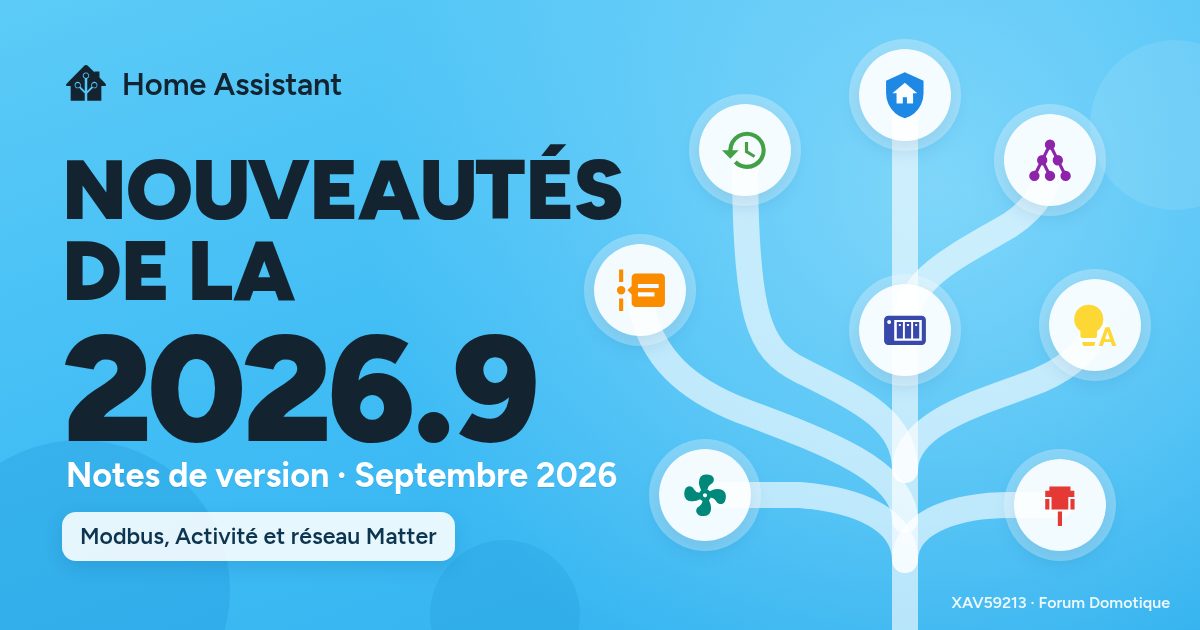 Home Assistant
NOUVEAUTÉS
DE LA
2026.9
Notes de version · Septembre 2026
Modbus, Activité et réseau Matter
A
XAV59213 · Forum Domotique